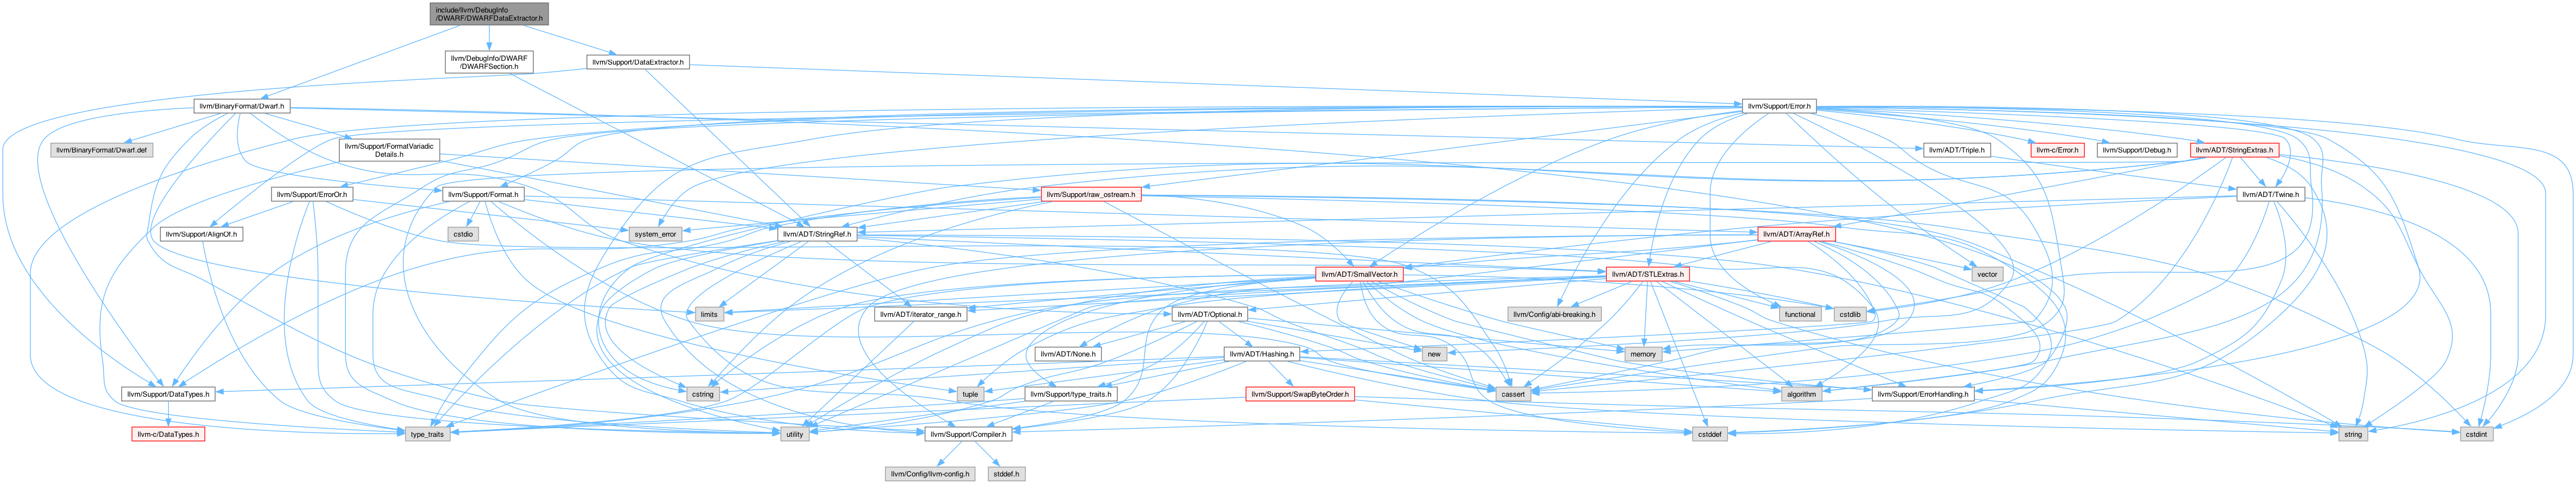 include/llvm/DebugInfo
/DWARF/DWARFDataExtractor.h
llvm/DebugInfo/DWARF
/DWARFSection.h
llvm/Support/DataExtractor.h
llvm/BinaryFormat/Dwarf.h
llvm/Support/Error.h
llvm/BinaryFormat/Dwarf.def
llvm/Support/FormatVariadic
Details.h
llvm/ADT/Triple.h
llvm-c/Error.h
llvm/Support/Debug.h
llvm/ADT/StringExtras.h
llvm/Support/ErrorOr.h
llvm/Support/Format.h
llvm/Support/raw_ostream.h
llvm/ADT/Twine.h
llvm/Support/AlignOf.h
cstdio
system_error
llvm/ADT/StringRef.h
llvm/ADT/ArrayRef.h
llvm/ADT/SmallVector.h
llvm/ADT/STLExtras.h
vector
limits
llvm/ADT/iterator_range.h
llvm/ADT/Optional.h
llvm/Config/abi-breaking.h
functional
cstdlib
llvm/ADT/None.h
llvm/ADT/Hashing.h
new
memory
llvm/Support/DataTypes.h
cstring
tuple
llvm/Support/type_traits.h
llvm/Support/SwapByteOrder.h
cassert
algorithm
llvm/Support/ErrorHandling.h
llvm-c/DataTypes.h
type_traits
utility
llvm/Support/Compiler.h
cstddef
string
cstdint
llvm/Config/llvm-config.h
stddef.h